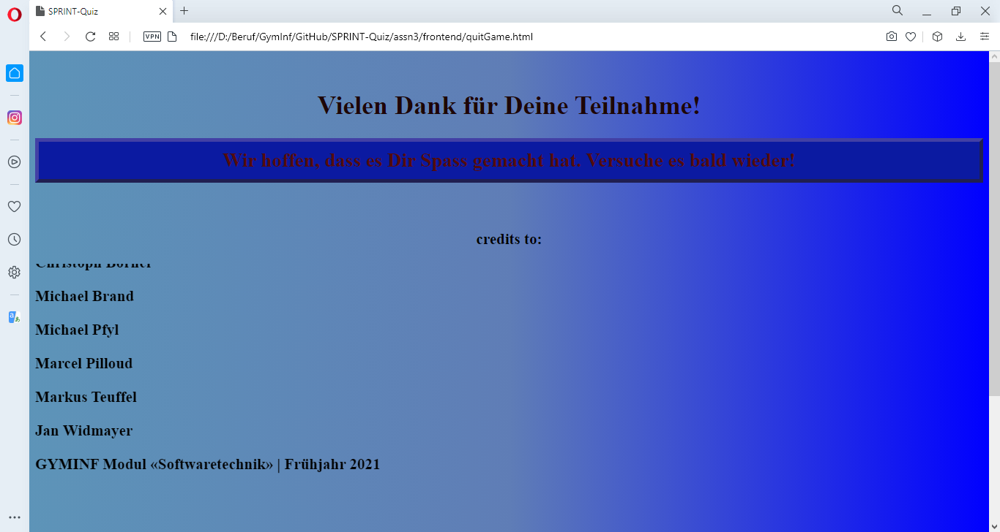 SPRINT-Quiz
VPN
file:///D:/Beruf/GymInf/GitHub/SPRINT-Quiz/assn3/frontend/quitGame.html
Vielen Dank für Deine Teilnahme!
Wir hoffen, dass es Dir Spass gemacht hat. Versuche es bald wieder!
credits to:
Christoph
Michael Brand
Michael Pfyl
Marcel Pilloud
Markus Teuffel
Jan Widmayer
GYMINF Modul «Softwaretechnik» | Frühjahr 2021